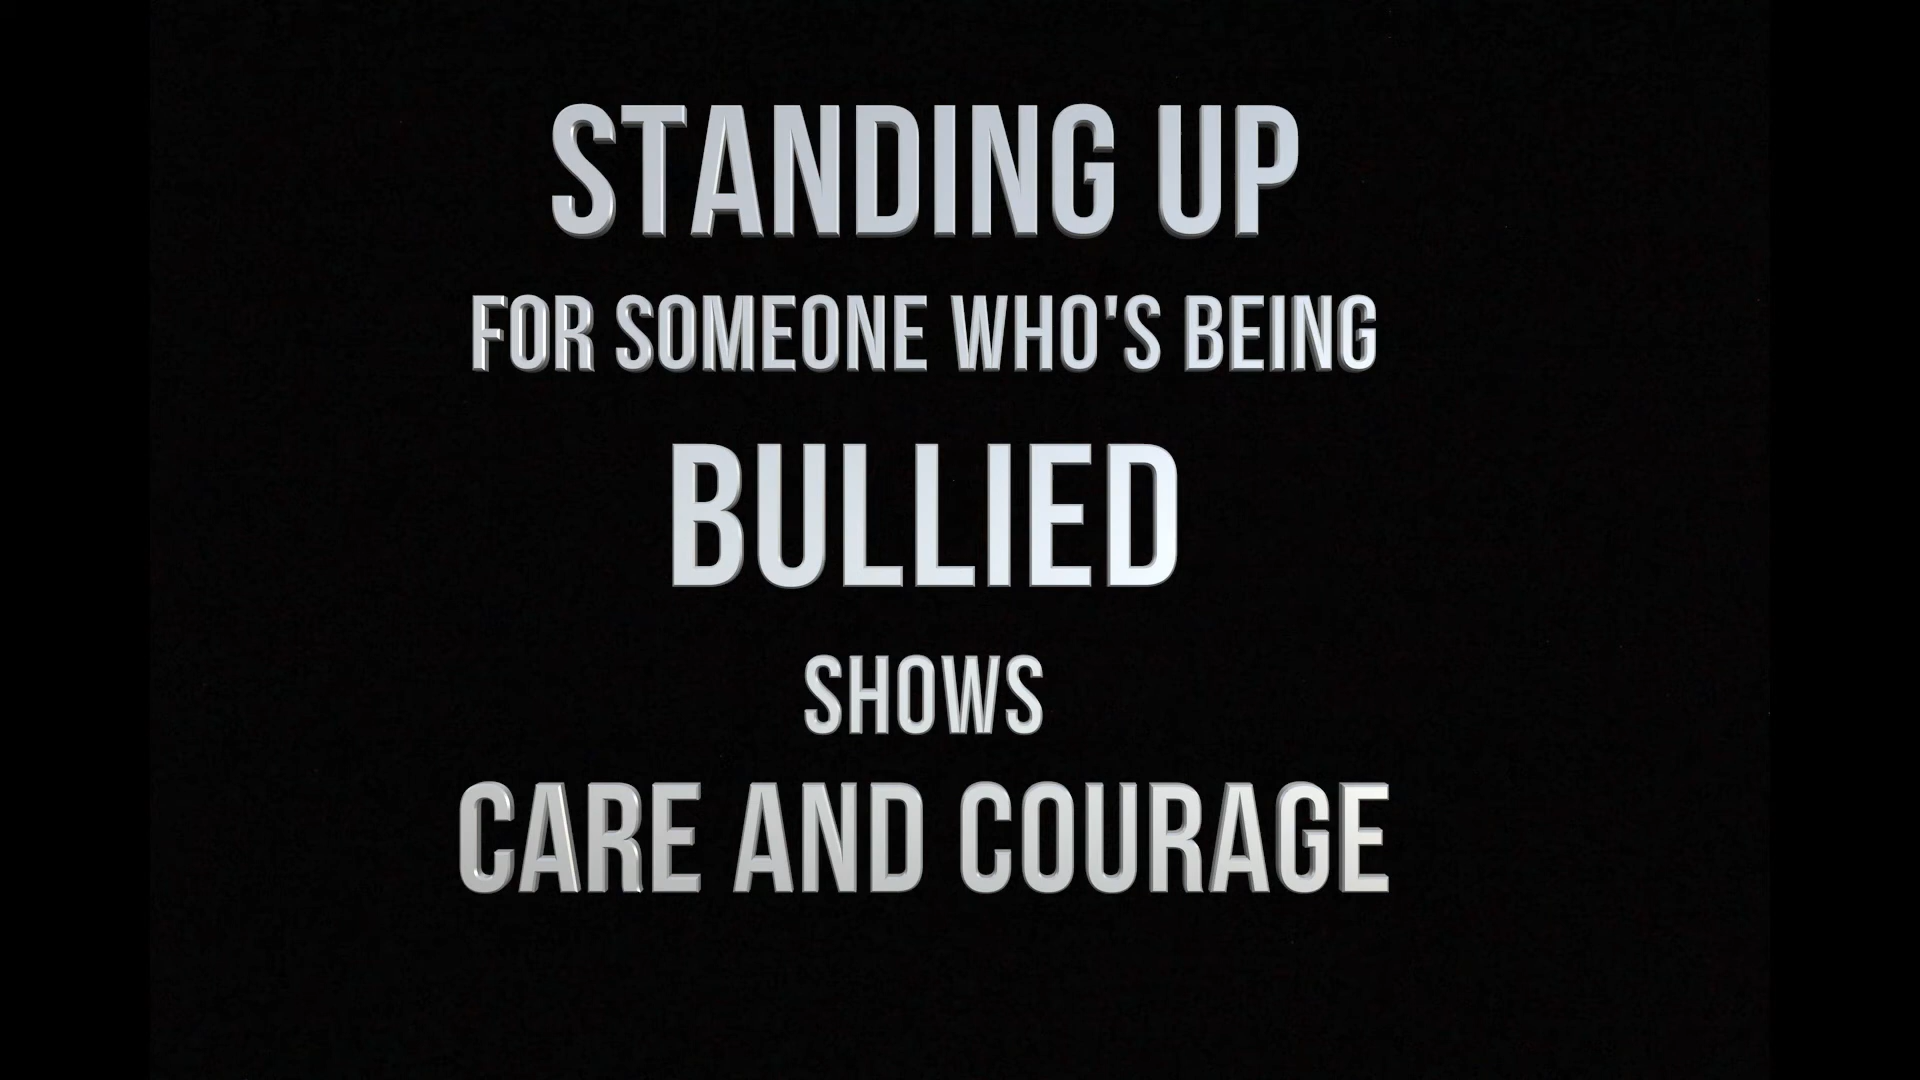 STANDING UP
FOR SOMEONE WHO'S BEING
BULLIED
SHOWS
CARE AND COURAGE